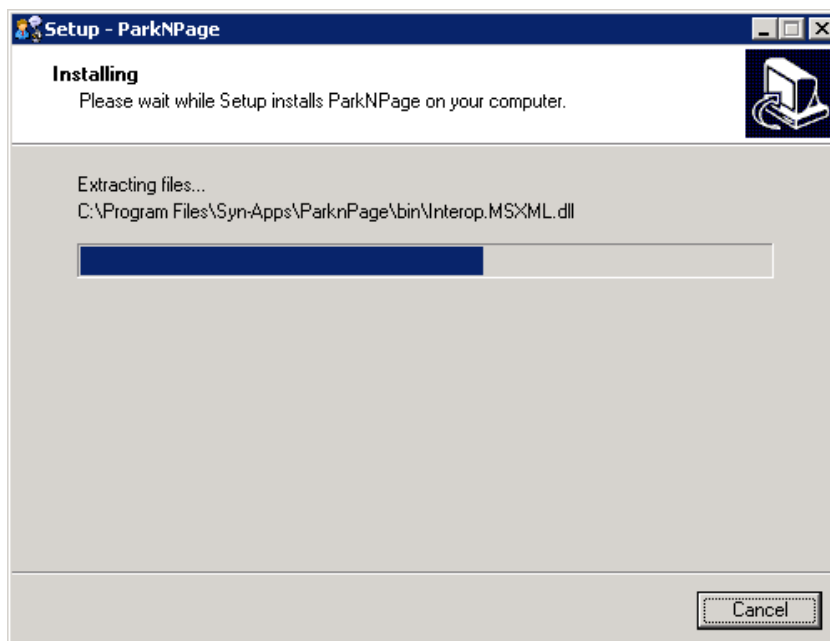 Setup - ParkNPage
Installing
Please wait while Setup installs ParkNPage on your computer.
Extracting files...
C:\Program Files\Syn-Apps\ParknPage\bin\Interop.MSXML.dll
Cancel